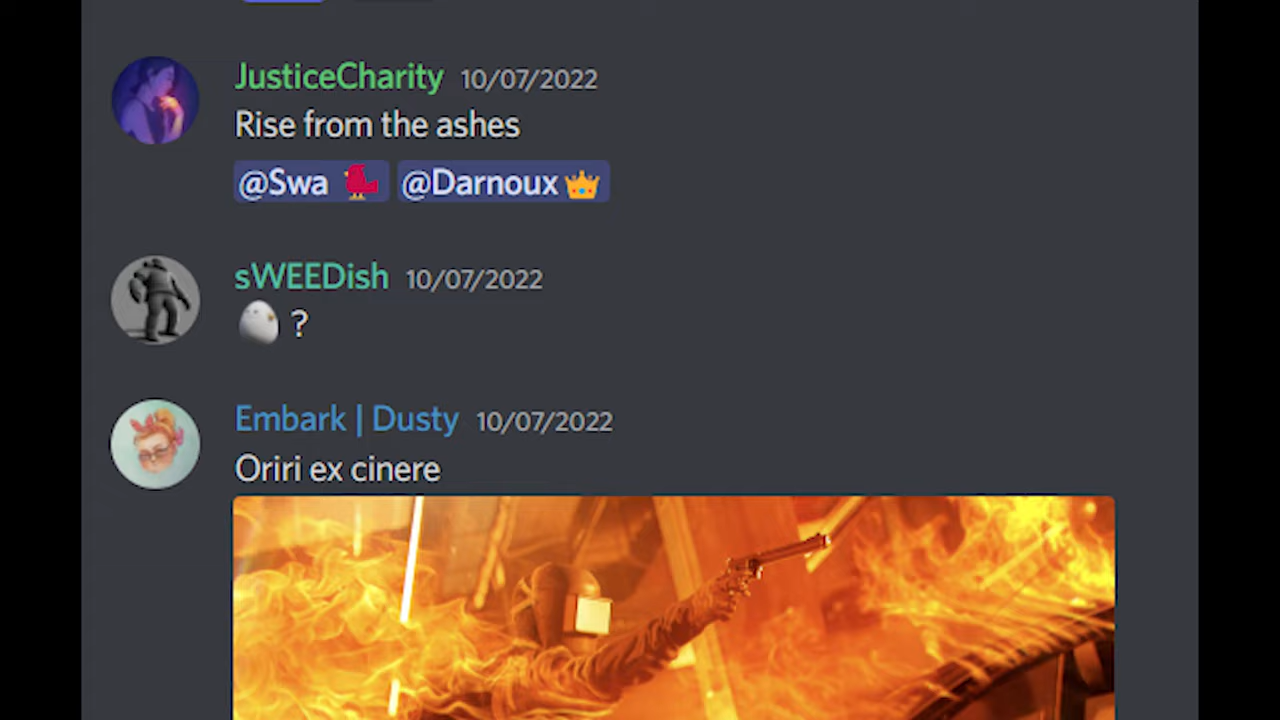 JusticeCharity 10/07/2022
Rise from the ashes
@Swa @Darnoux
sWEEDish 10/07/2022
?
Embark | Dusty 10/07/2022
Oriri ex cinere